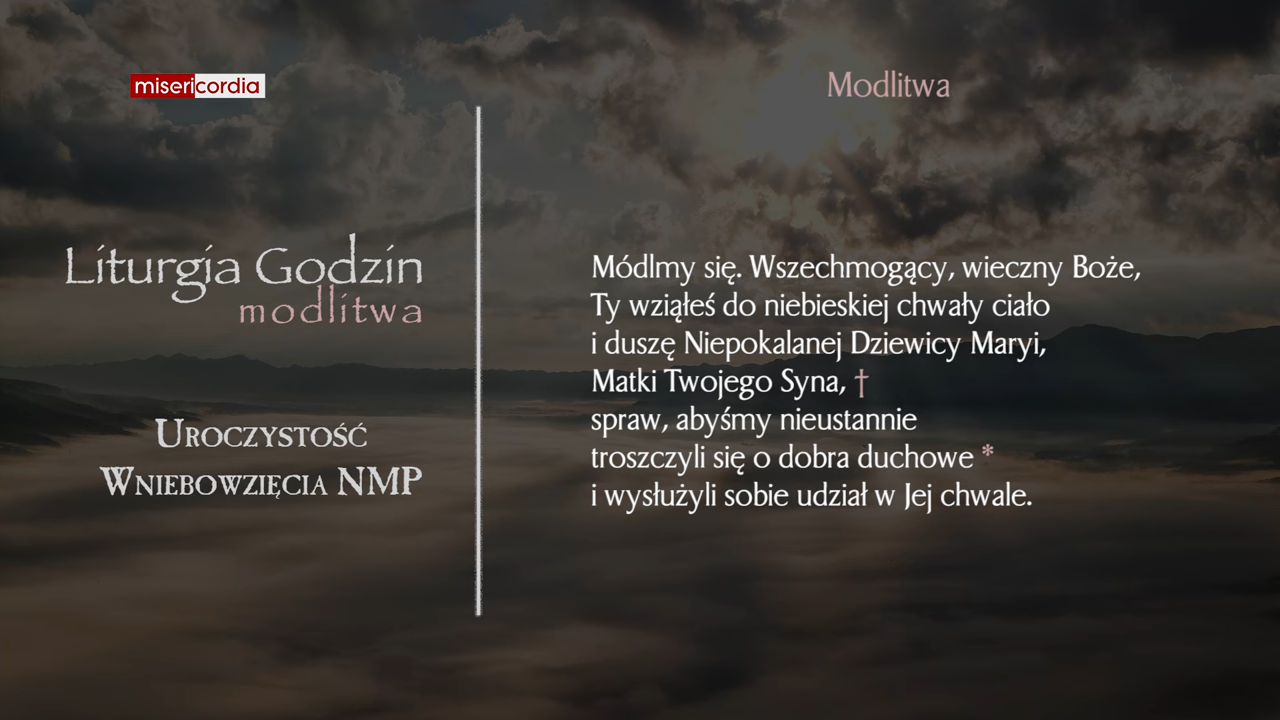 misericordia
Liturgia Godzin
modlitwa
Uroczystość
Wniebowzięcia NMP
Modlitwa
Módlmy się. Wszechmogący, wieczny Boże,
Ty wziąłeś do niebieskiej chwały ciało
i duszę Niepokalanej Dziewicy Maryi,
Matki Twojego Syna, †
spraw, abyśmy nieustannie
troszczyli się o dobra duchowe *
i wysłużyli sobie udział w Jej chwale.